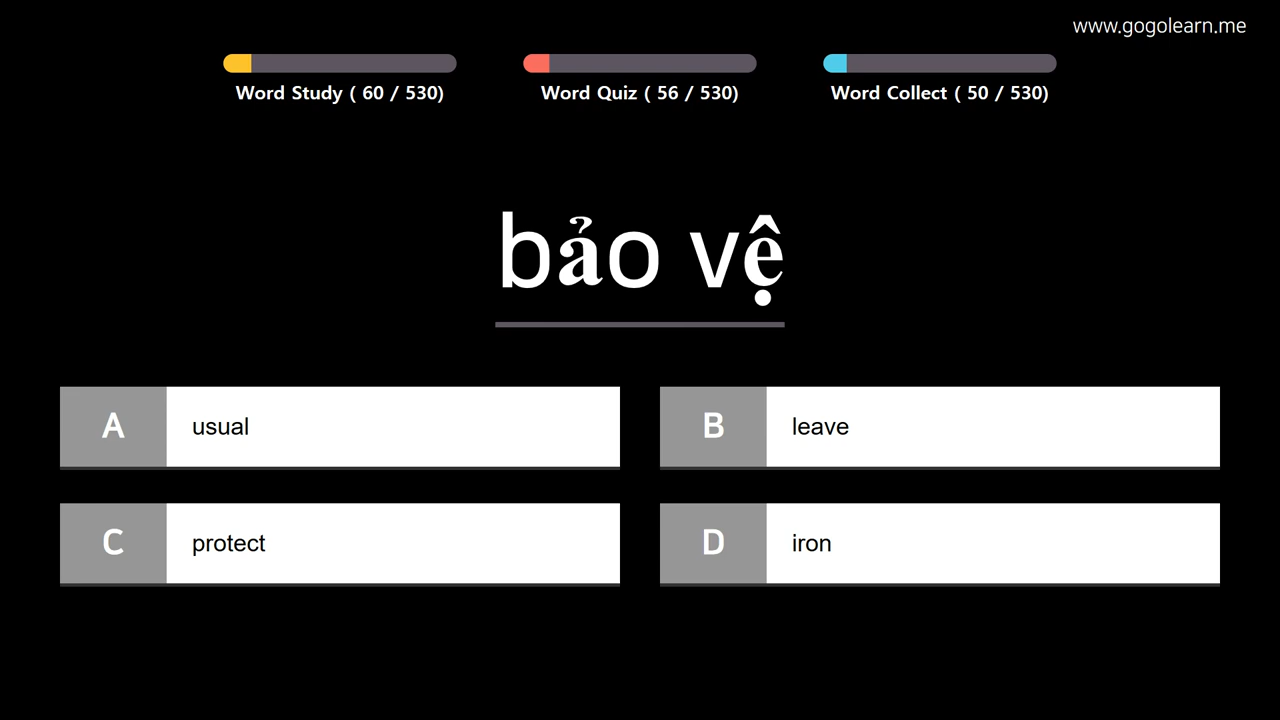 www.gogolearn.me
Word Study ( 60 / 530)
Word Quiz ( 56 / 530)
Word Collect ( 50 / 530)
bảo vệ
A usual
B leave
C protect
D iron